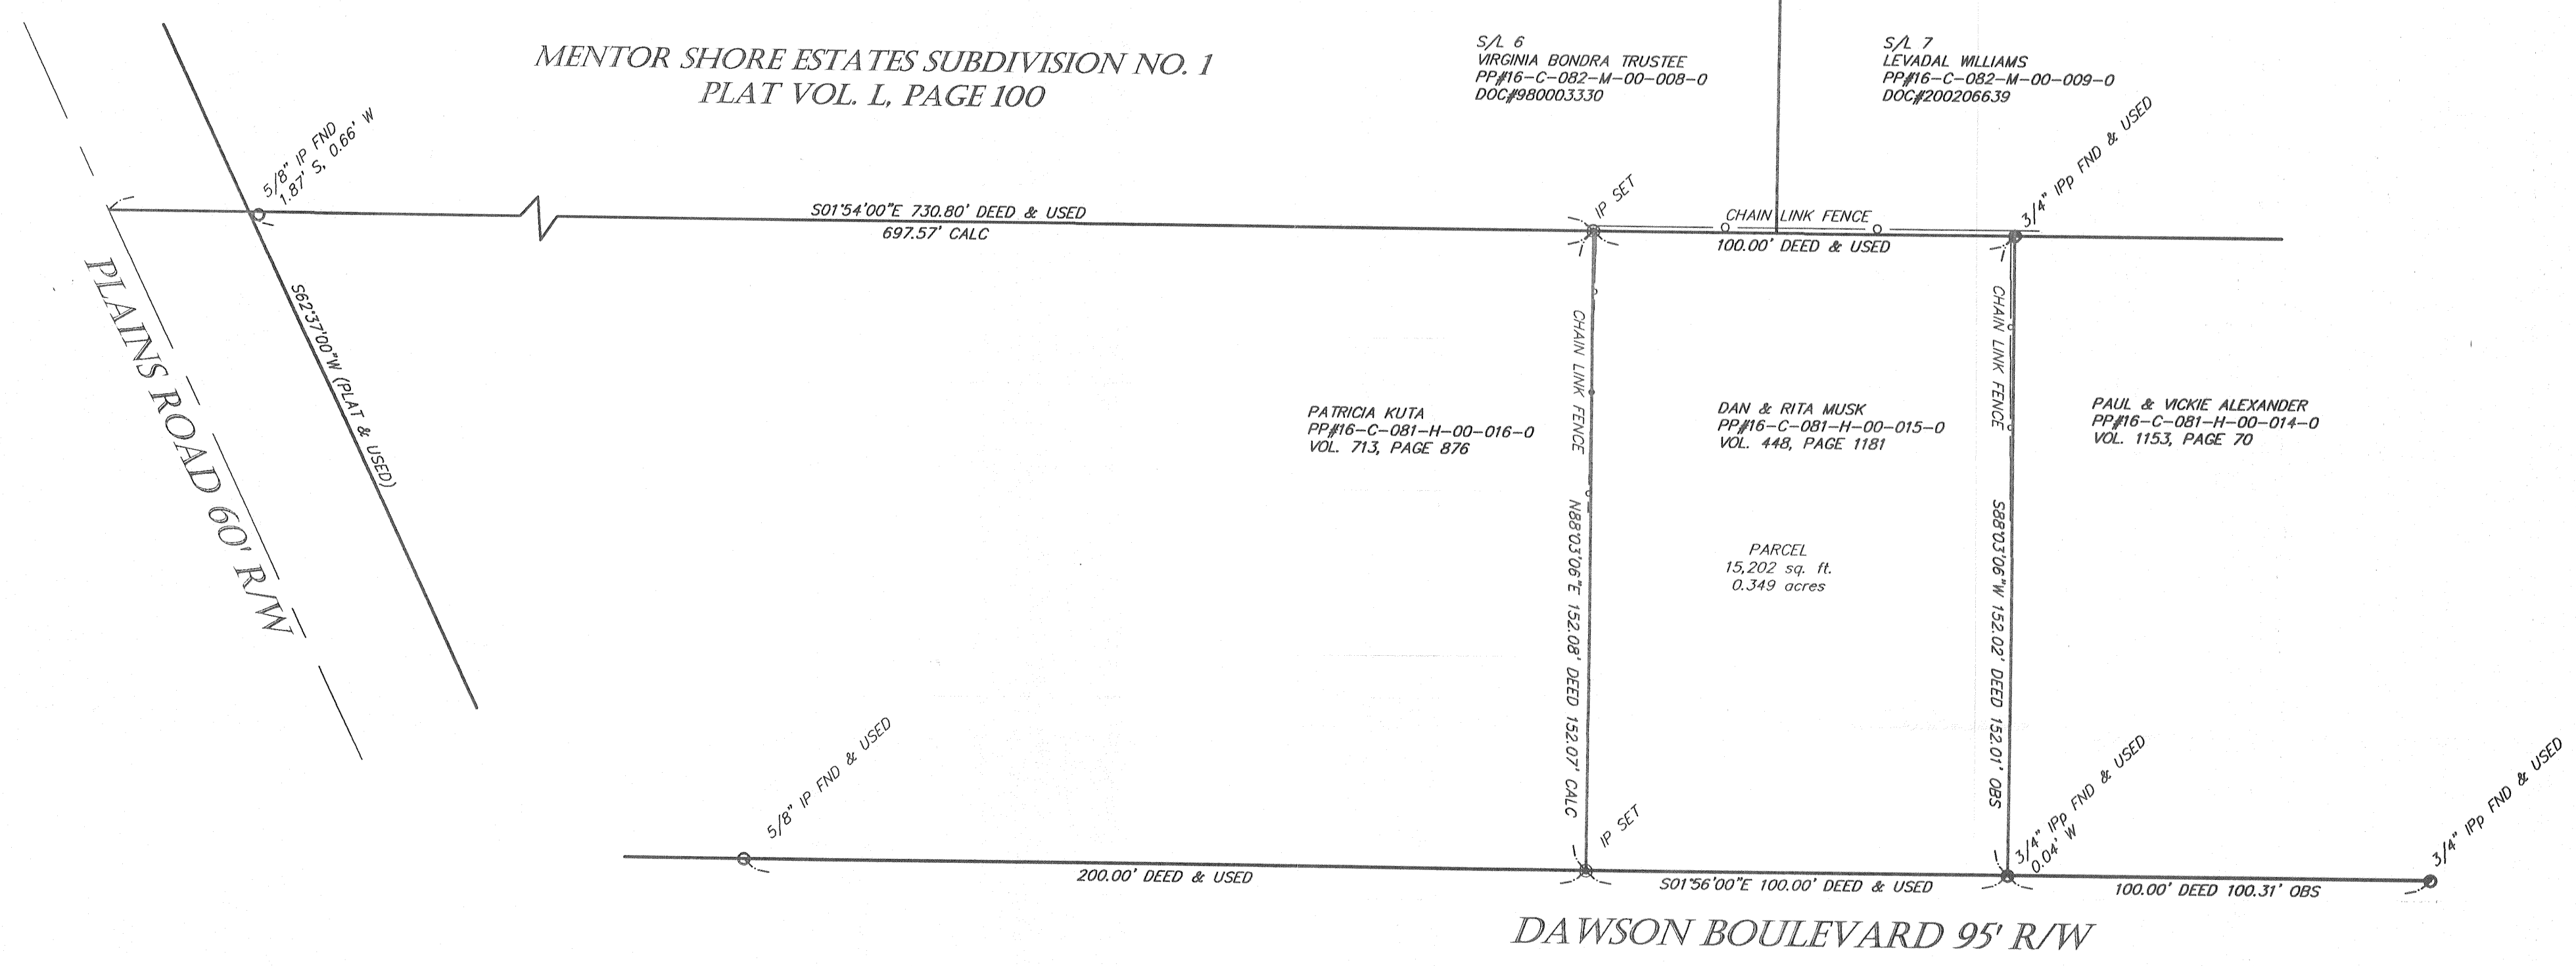 MENTOR SHORE ESTATES SUBDIVISION NO. 1
PLAT VOL. L, PAGE 100
S/L 6
VIRGINIA BONDRA TRUSTEE
PP#16-C-082-M-00-008-0
DOC#980003330
S/L 7
LEVADAL WILLIAMS
PP#16-C-082-M-00-009-0
DOC#200206639
5/8" IP FND
1.87' S, 0.66' W
S01°54'00"E 730.80' DEED & USED
697.57' CALC
IP SET
CHAIN LINK FENCE
100.00' DEED & USED
3/4" IPp FND & USED
PLAINS ROAD 60' R/W
S62°37'00"W (PLAT & USED)
PATRICIA KUTA
PP#16-C-081-H-00-016-0
VOL. 713, PAGE 876
CHAIN LINK FENCE
N88°03'06"E 152.08' DEED 152.07' CALC
DAN & RITA MUSK
PP#16-C-081-H-00-015-0
VOL. 448, PAGE 1181
PARCEL
15,202 sq. ft.
0.349 acres
CHAIN LINK FENCE
S88°03'06"W 152.02' DEED 152.01' OBS
PAUL & VICKIE ALEXANDER
PP#16-C-081-H-00-014-0
VOL. 1153, PAGE 70
5/8" IP FND & USED
IP SET
3/4" IPp FND & USED
0.04' W
3/4" IPp FND & USED
200.00' DEED & USED
S01°56'00"E 100.00' DEED & USED
100.00' DEED 100.31' OBS
DAWSON BOULEVARD 95' R/W